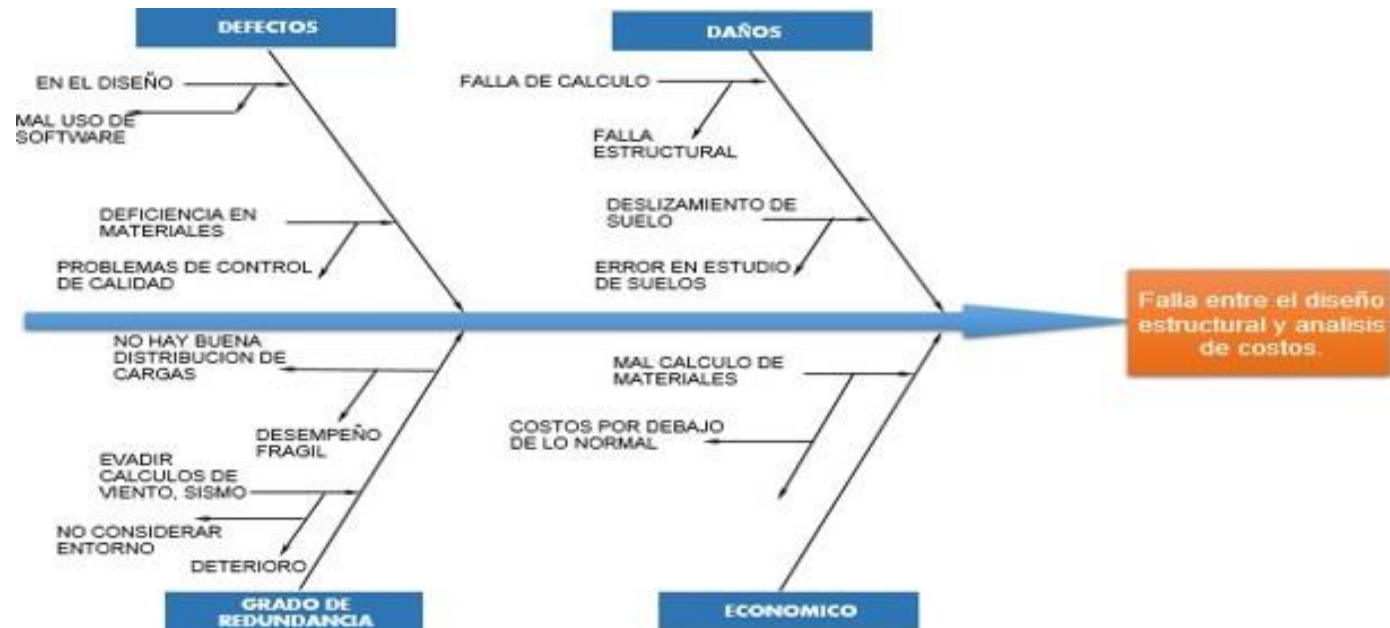 DEFECTOS
DAÑOS
EN EL DISEÑO
MAL USO DE
SOFTWARE
FALLA DE CALCULO
FALLA
ESTRUCTURAL
DEFICIENCIA EN
MATERIALES
PROBLEMAS DE CONTROL
DE CALIDAD
DESLIZAMIENTO DE
SUELO
ERROR EN ESTUDIO
DE SUELOS
Falla entre el diseño
estructural y analisis
de costos.
NO HAY BUENA
DISTRIBUCION DE
CARGAS
DESEMPEÑO
FRAGIL
EVADIR
CALCULOS DE
VIENTO, SISMO
NO CONSIDERAR
ENTORNO
DETERIORO
MAL CALCULO DE
MATERIALES
COSTOS POR DEBAJO
DE LO NORMAL
GRADO DE
REDUNDANCIA
ECONOMICO